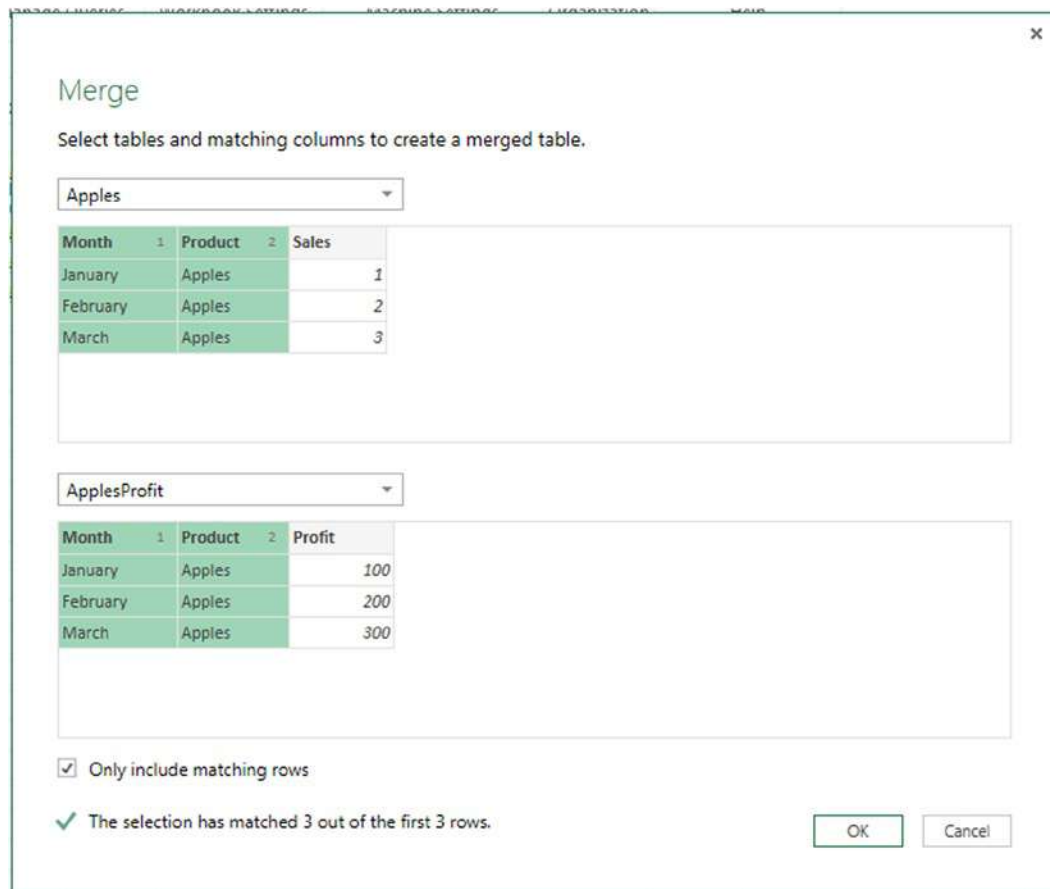 Merge
Select tables and matching columns to create a merged table.
Apples
Month 1 Product 2 Sales
January Apples 1
February Apples 2
March Apples 3
ApplesProfit
Month 1 Product 2 Profit
January Apples 100
February Apples 200
March Apples 300
Only include matching rows
The selection has matched 3 out of the first 3 rows.
OK Cancel